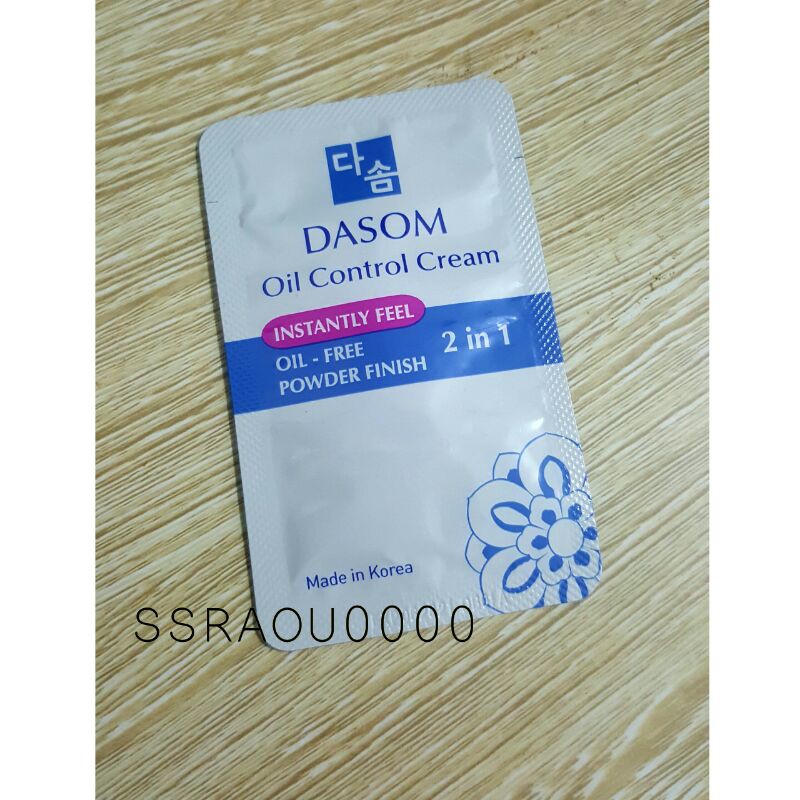 다솜
DASOM
Oil Control Cream
INSTANTLY FEEL
OIL - FREE
POWDER FINISH
2 in 1
Made in Korea
SSRAOU0000